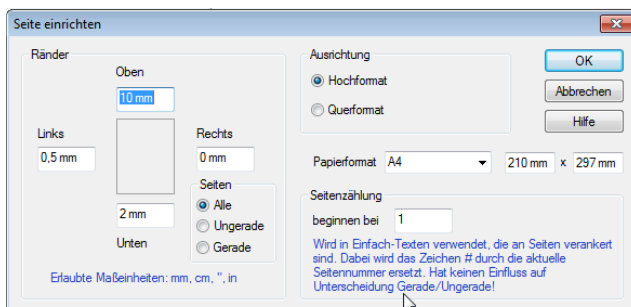 Seite einrichten
Ränder
Oben
10 mm
Links
0,5 mm
Rechts
0 mm
Seiten
Alle
Ungerade
Gerade
2 mm
Unten
Erlaubte Maßeinheiten: mm, cm, ", in
Ausrichtung
Hochformat
Querformat
OK
Abbrechen
Hilfe
Papierformat A4 210 mm x 297 mm
Seitenzählung
beginnen bei 1
Wird in Einfach-Texten verwendet, die an Seiten verankert
sind. Dabei wird das Zeichen # durch die aktuelle
Seitennummer ersetzt. Hat keinen Einfluss auf
Unterscheidung Gerade/Ungerade!